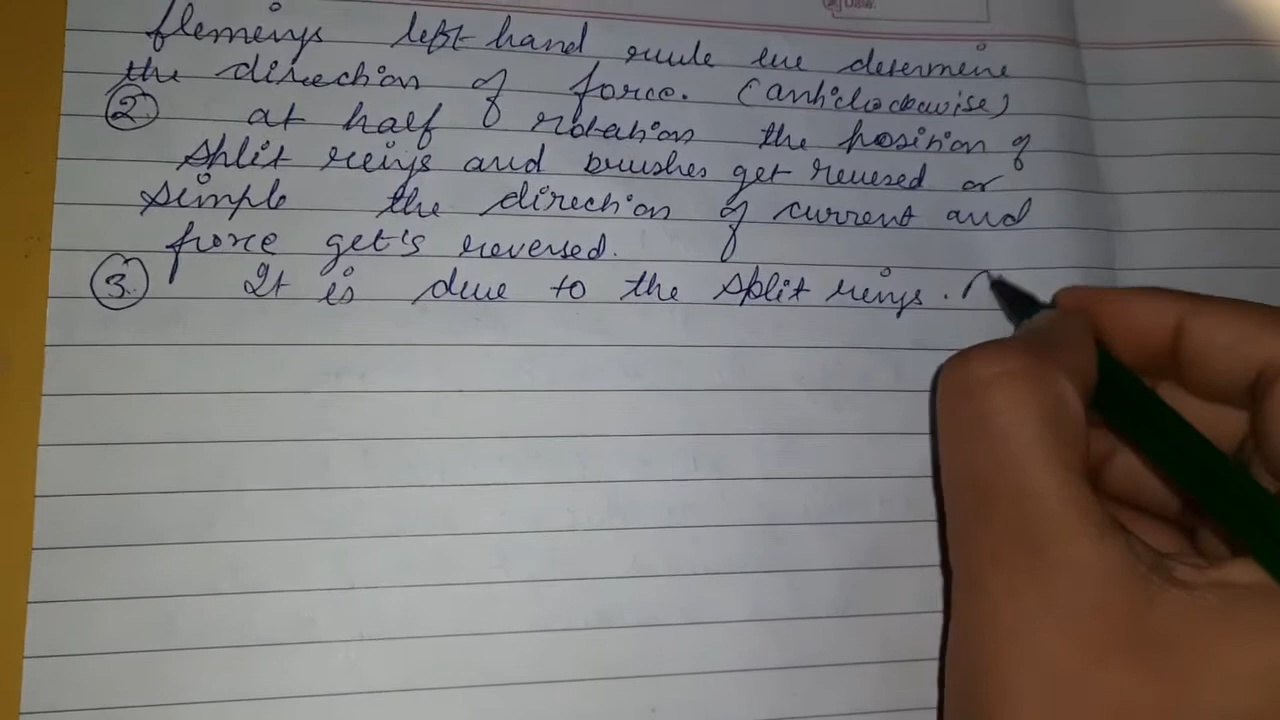 flemings left hand rule we determine
the direction of force. (anticlockwise)
② at half rotation the position of
split rings and brushes get reversed or
simple the direction of current and
force get's reversed.
③ It is due to the split rings.